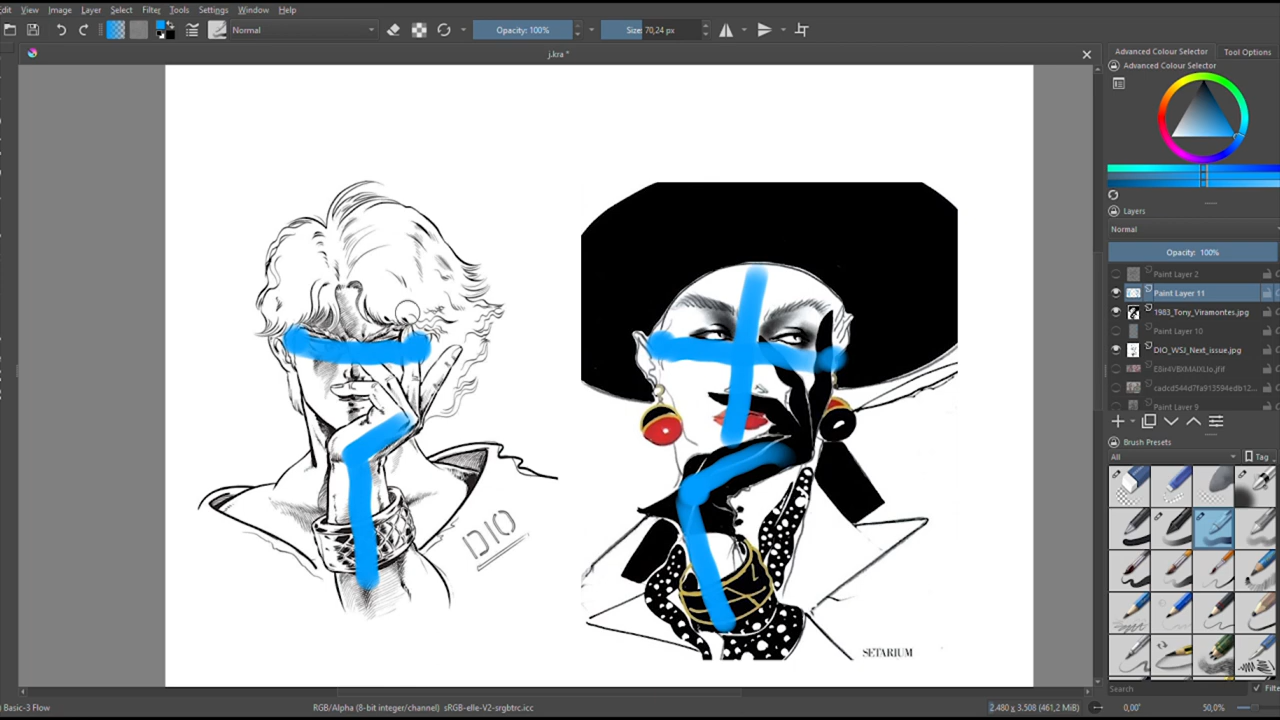 Edit View Image Layer Select Filter Tools Settings Window Help
Normal Opacity: 100% Size: 70,24 px
j.kra *
Advanced Colour Selector Tool Options
Advanced Colour Selector
Layers
Normal
Opacity: 100%
Paint Layer 2
Paint Layer 11
1983_Tony_Viramontes.jpg
Paint Layer 10
DIO_WSJ_Next_issue.jpg
Paint Layer 9
Brush Presets
All Tag
Search Filte
DIO
SETARIUM
Basic-3 Flow
RGB/Alpha (8-bit integer/channel) sRGB-elle-V2-srgbtrc.icc
2.480 x 3.508 (461,2 MiB)
0,00°
50,0%